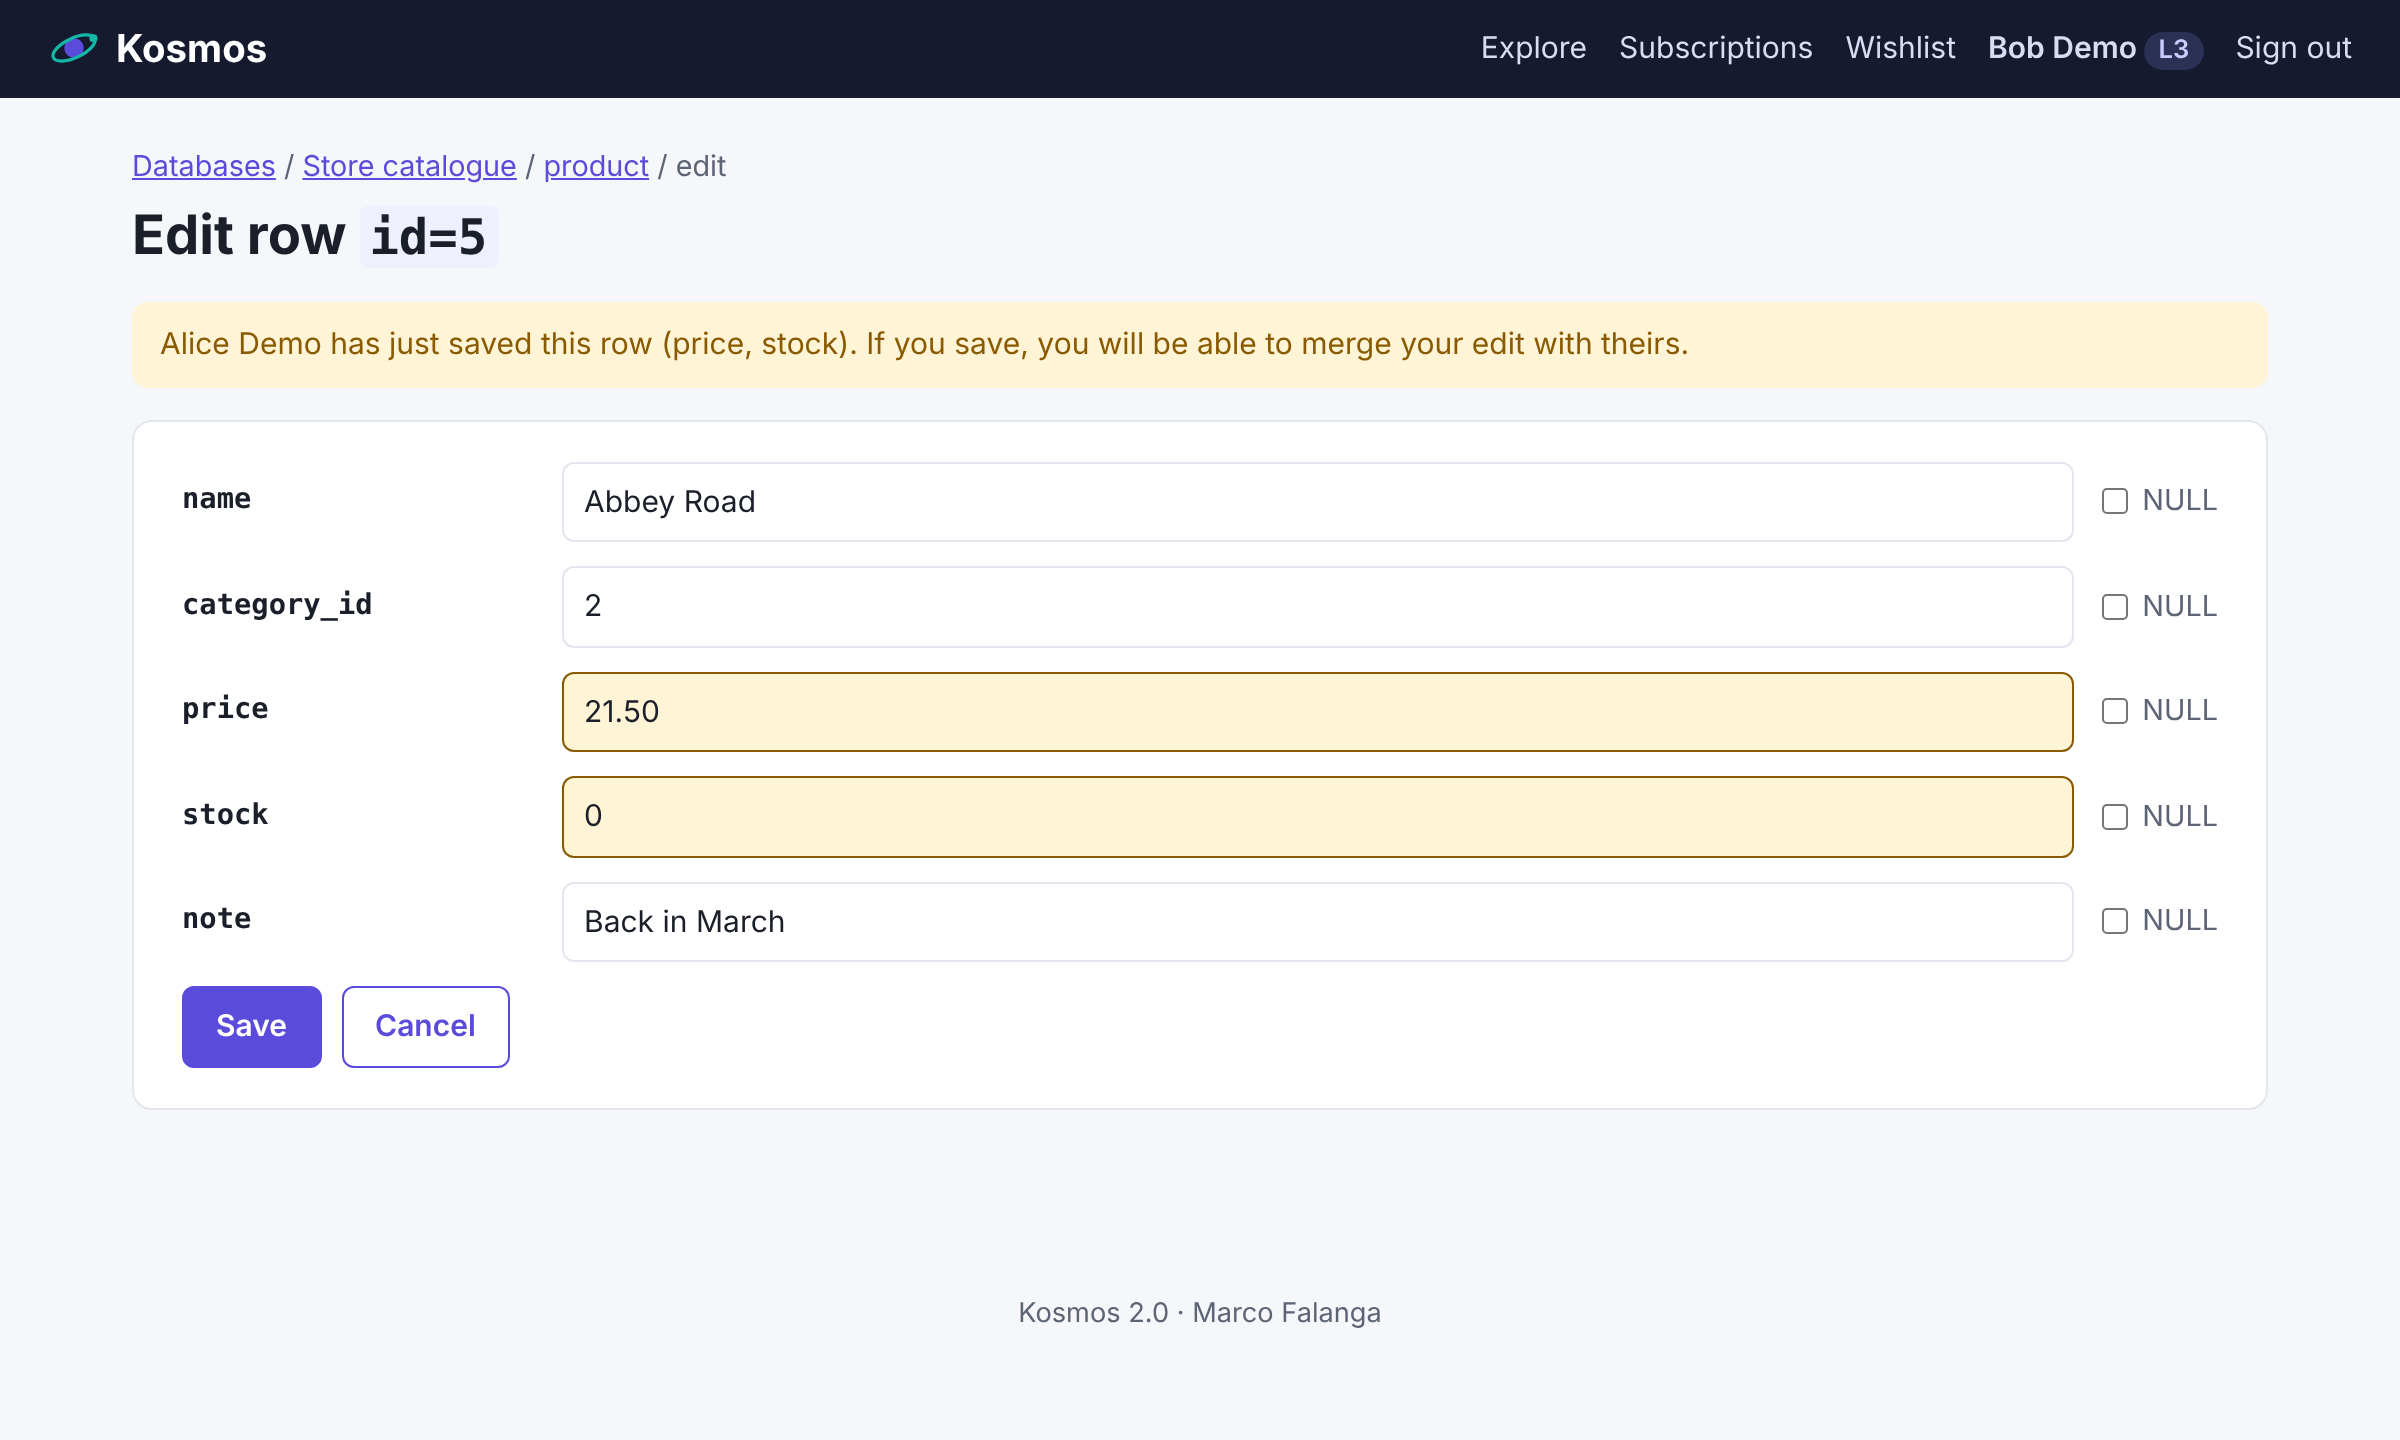 Kosmos
Explore Subscriptions Wishlist Bob Demo L3 Sign out
Databases / Store catalogue / product / edit
Edit row id=5
Alice Demo has just saved this row (price, stock). If you save, you will be able to merge your edit with theirs.
name Abbey Road NULL
category_id 2 NULL
price 21.50 NULL
stock 0 NULL
note Back in March NULL
Save Cancel
Kosmos 2.0 · Marco Falanga